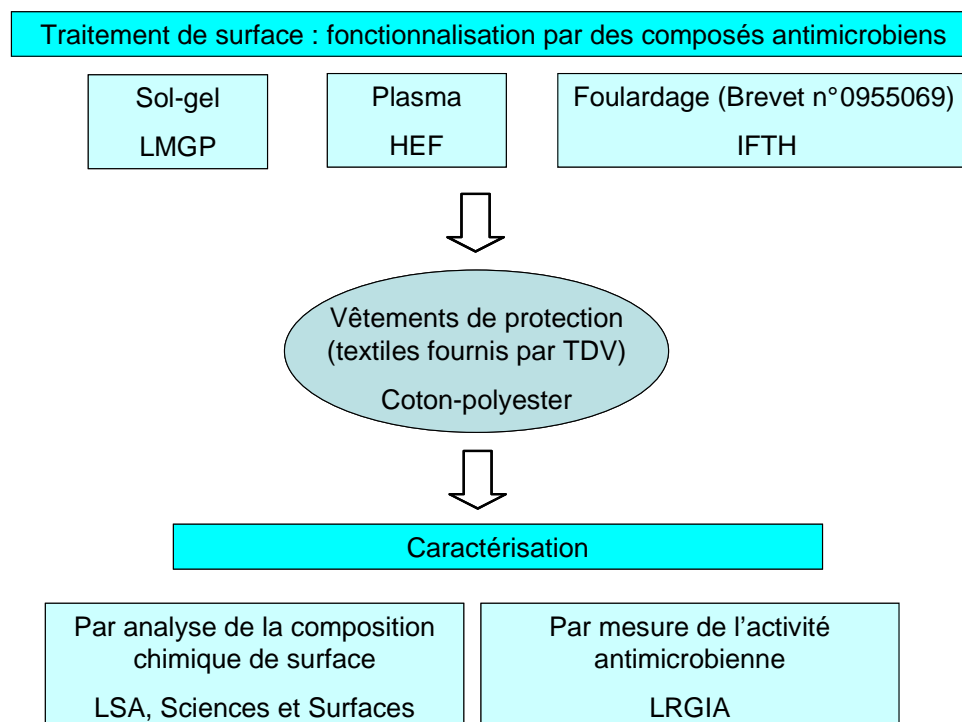 Traitement de surface : fonctionnalisation par des composés antimicrobiens
Sol-gel
LMGP
Plasma
HEF
Foulardage (Brevet n°0955069)
IFTH
Vêtements de protection
(textiles fournis par TDV)
Coton-polyester
Caractérisation
Par analyse de la composition
chimique de surface
LSA, Sciences et Surfaces
Par mesure de l'activité
antimicrobienne
LRGIA